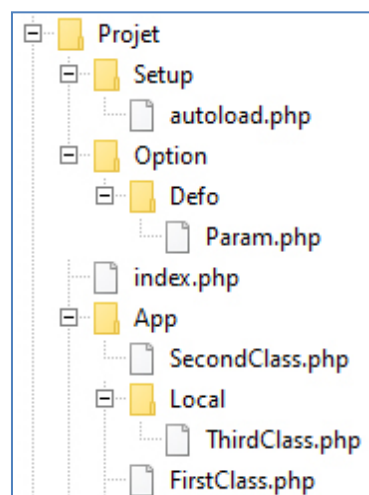 Projet
Setup
autoload.php
Option
Defo
Param.php
index.php
App
SecondClass.php
Local
ThirdClass.php
FirstClass.php